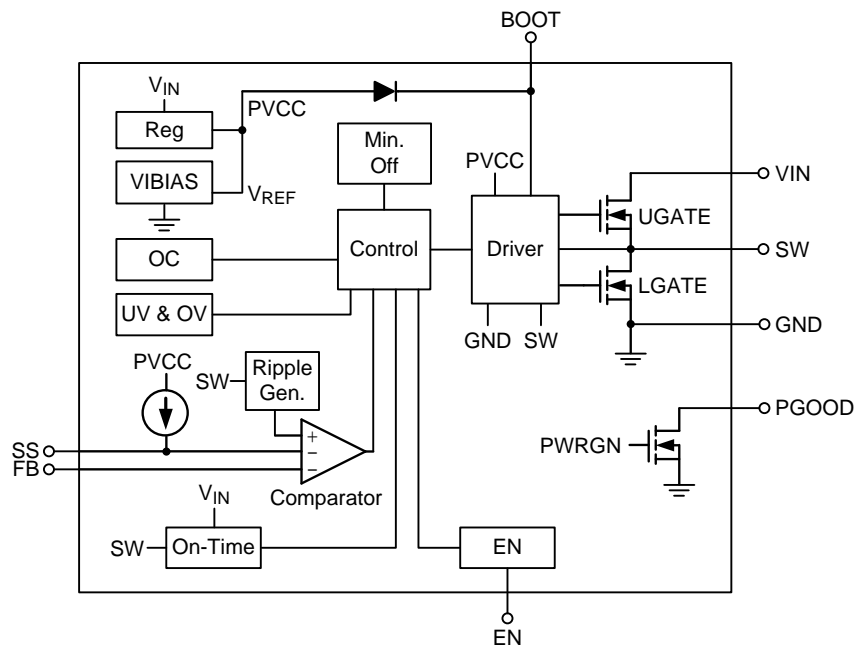 BOOT
VIN
PVCC
Reg
Min.
Off
PVCC
VIN
VIBIAS
VREF
UGATE
Control
Driver
SW
OC
LGATE
UV & OV
GND
GND SW
PVCC
Ripple
Gen.
SW
PGOOD
+
SS
−
PWRGN
FB
−
Comparator
VIN
SW
On-Time
EN
EN